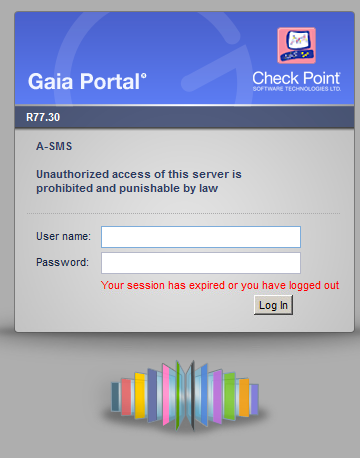 Gaia Portal
Check Point
SOFTWARE TECHNOLOGIES LTD.
R77.30
A-SMS
Unauthorized access of this server is
prohibited and punishable by law
User name:
Password:
Your session has expired or you have logged out
Log In